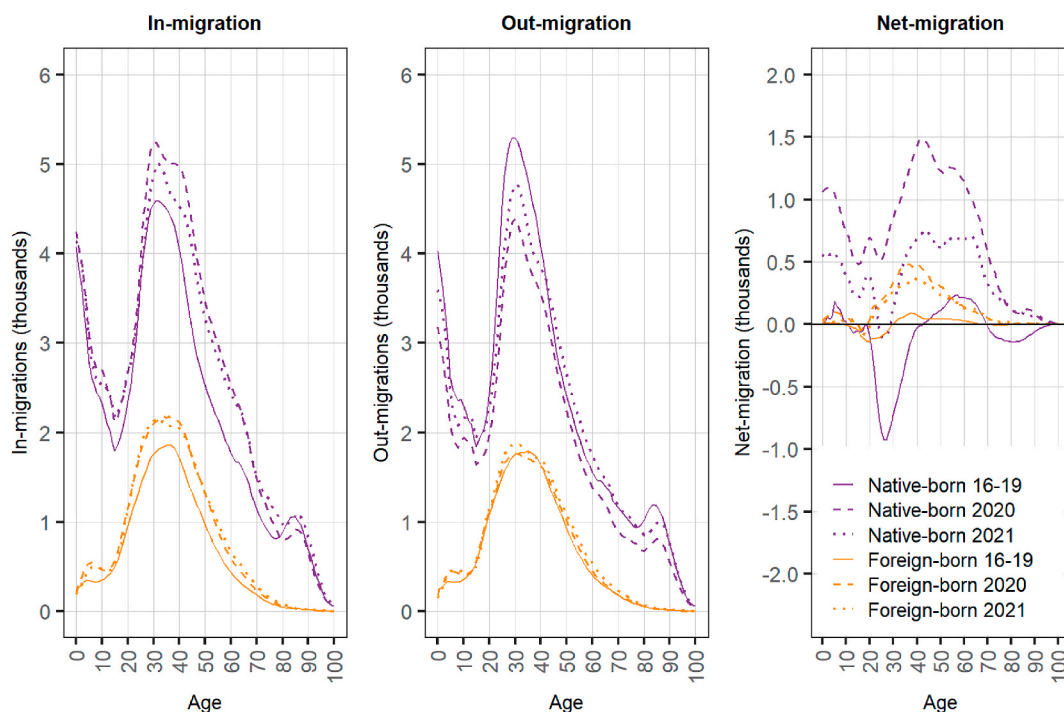 In-migration
Out-migration
Net-migration
In-migrations (thousands)
6
5
4
3
2
1
0
0 10 20 30 40 50 60 70 80 90 100
Age
Out-migrations (thousands)
6
5
4
3
2
1
0
0 10 20 30 40 50 60 70 80 90 100
Age
Net-migration (thousands)
2.0
1.5
1.0
0.5
0.0
-0.5
-1.0
-1.5
-2.0
Native-born 16-19
Native-born 2020
Native-born 2021
Foreign-born 16-19
Foreign-born 2020
Foreign-born 2021
0 10 20 30 40 50 60 70 80 90 100
Age